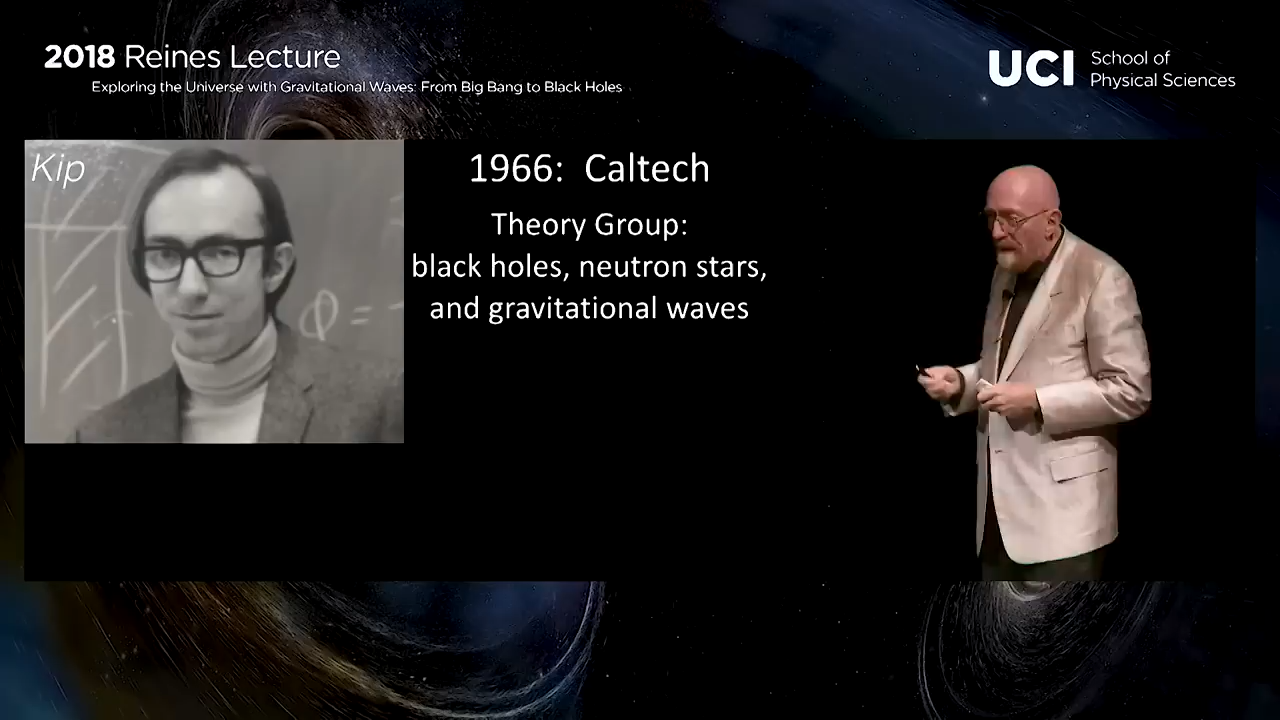 2018 Reines Lecture
Exploring the Universe with Gravitational Waves: From Big Bang to Black Holes
UCI School of
Physical Sciences
Kip
1966: Caltech
Theory Group:
black holes, neutron stars,
and gravitational waves
Φ = -